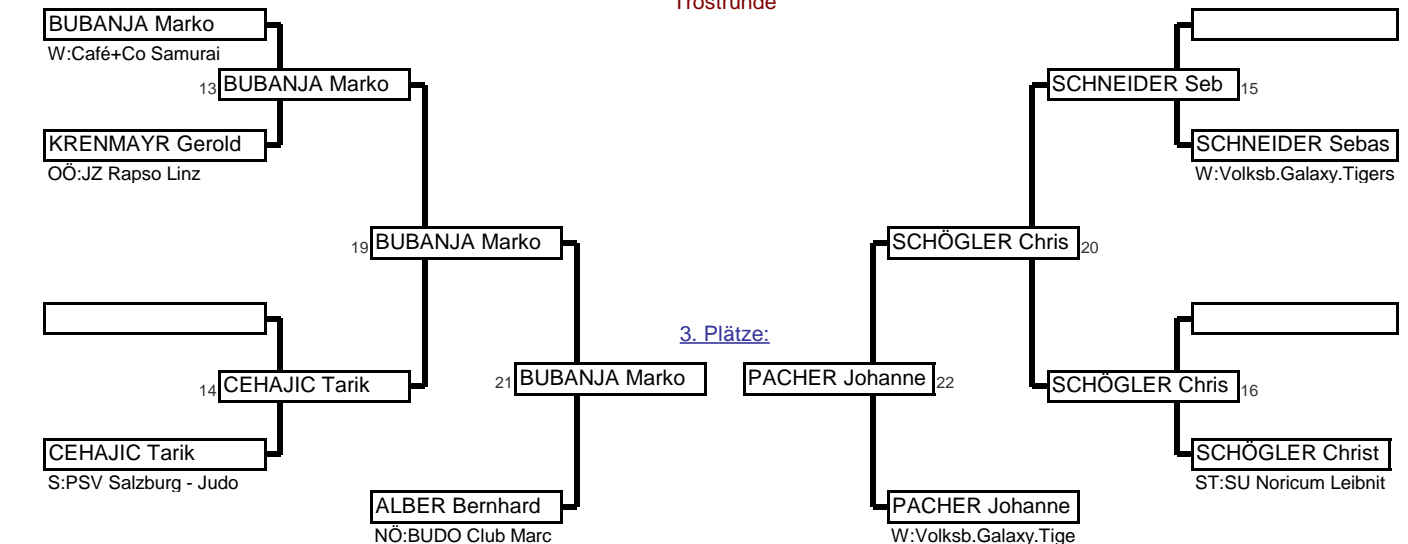 Trostrunde
BUBANJA Marko
W:Café+Co Samurai
13 BUBANJA Marko
SCHNEIDER Seb 15
KRENMAYR Gerold
OÖ:JZ Rapso Linz
SCHNEIDER Sebas
W:Volksb.Galaxy.Tigers
19 BUBANJA Marko
SCHÖGLER Chris 20
3. Plätze:
14 CEHAJIC Tarik
21 BUBANJA Marko
PACHER Johanne 22
SCHÖGLER Chris 16
CEHAJIC Tarik
S:PSV Salzburg - Judo
SCHÖGLER Christ
ST:SU Noricum Leibnit
ALBER Bernhard
NÖ:BUDO Club Marc
PACHER Johanne
W:Volksb.Galaxy.Tige